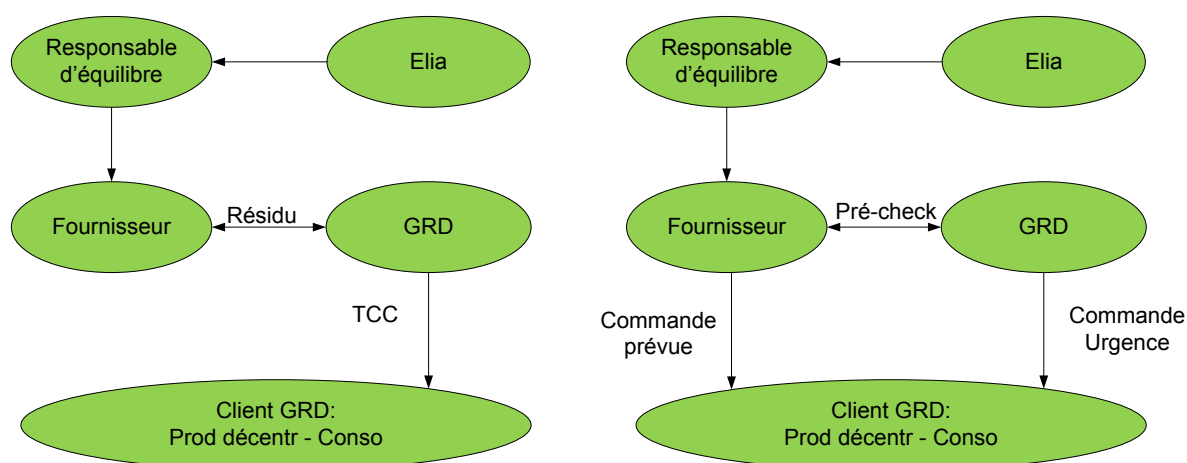 Responsable
d'équilibre
Elia
Fournisseur
Résidu
GRD
TCC
Client GRD:
Prod décentr - Conso
Responsable
d'équilibre
Elia
Fournisseur
Pré-check
GRD
Commande
prévue
Commande
Urgence
Client GRD:
Prod décentr - Conso